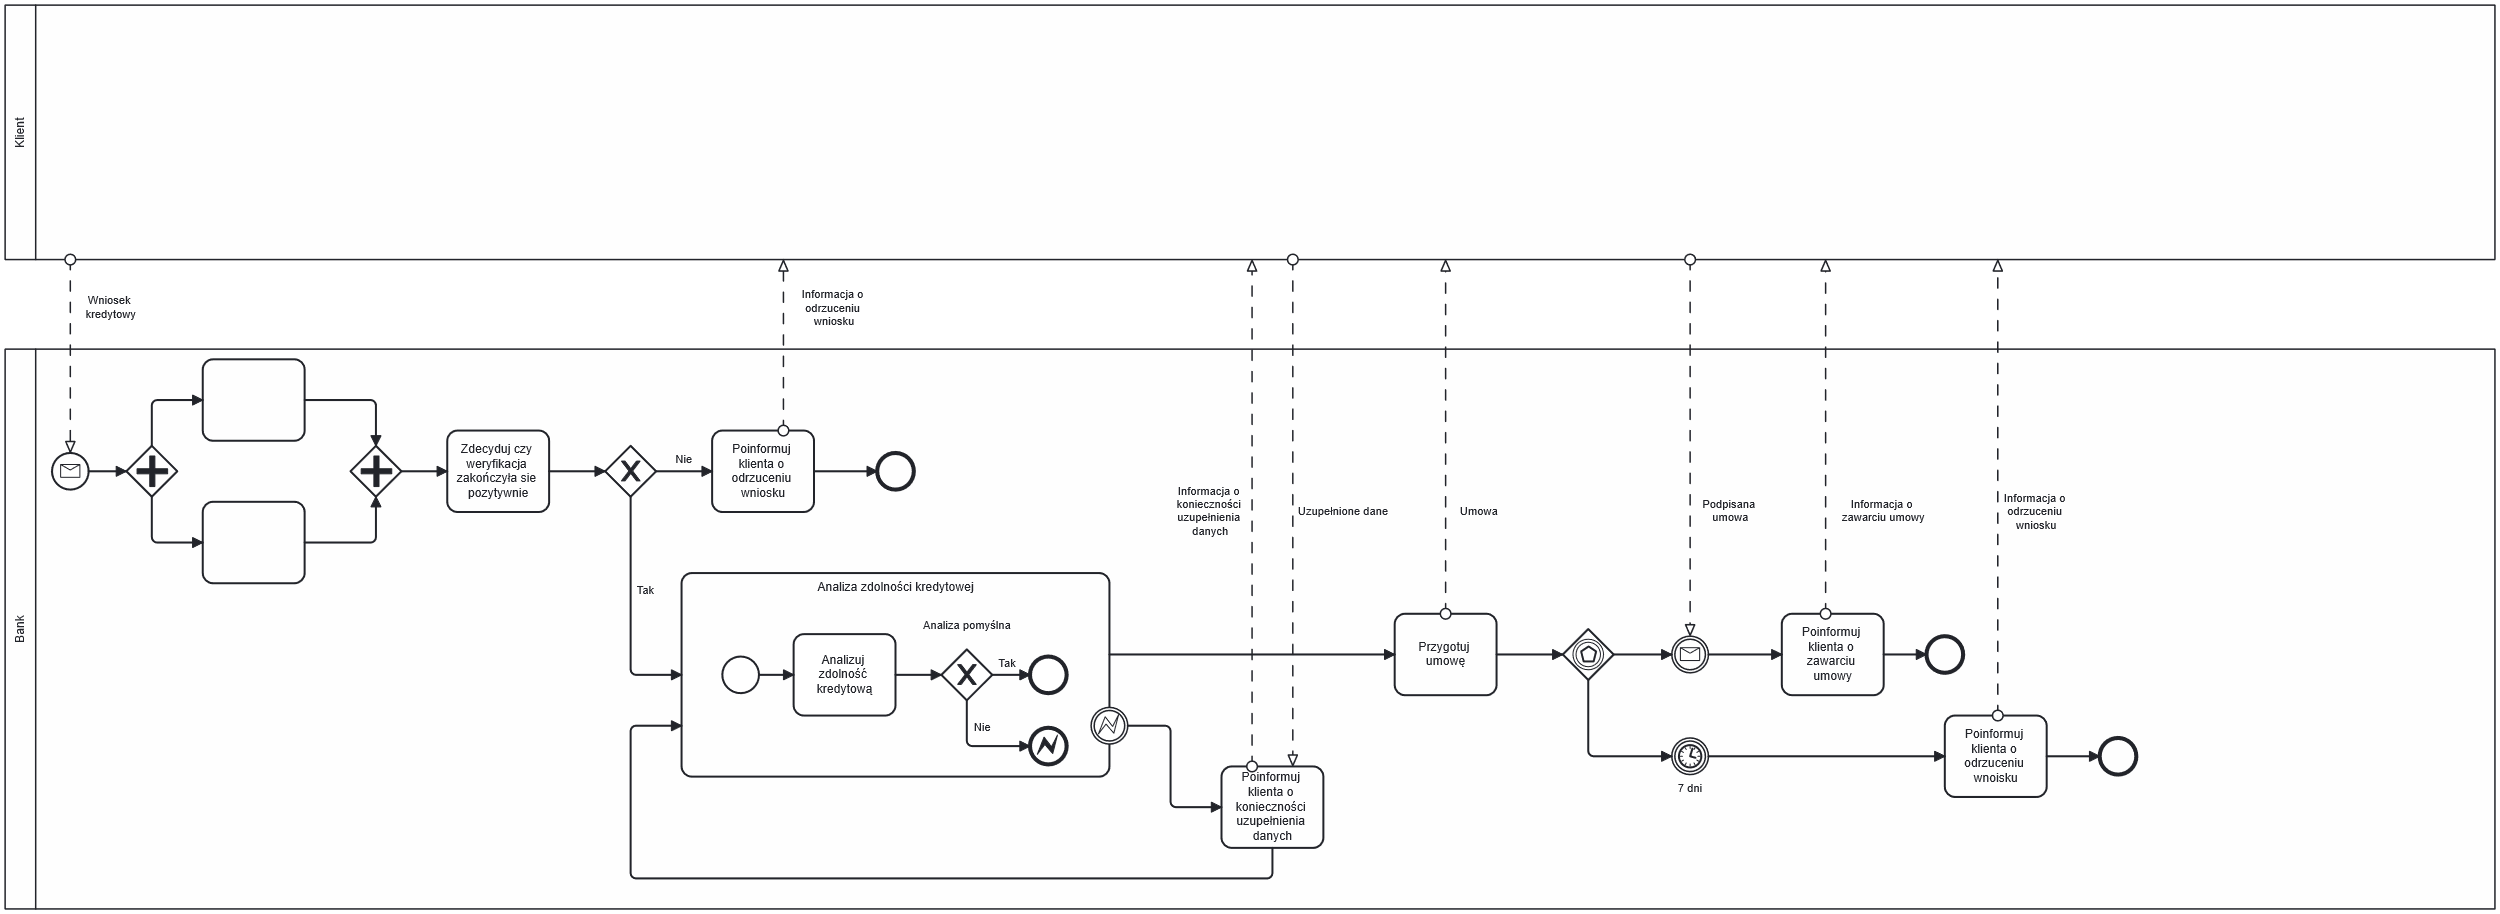 Klient
Wniosek
kredytowy
Informacja o
odrzuceniu
wniosku
Informacja o
konieczności
uzupełnienia
danych
Uzupełnione dane
Umowa
Podpisana
umowa
Informacja o
zawarciu umowy
Informacja o
odrzuceniu
wniosku
Bank
Zdecyduj czy
weryfikacja
zakończyła sie
pozytywnie
Nie
Poinformuj
klienta o
odrzuceniu
wniosku
Tak
Analiza zdolności kredytowej
Analizuj
zdolność
kredytową
Analiza pomyślna
Tak
Nie
Poinformuj
klienta o
konieczności
uzupełnienia
danych
Przygotuj
umowę
Poinformuj
klienta o
zawarciu
umowy
7 dni
Poinformuj
klienta o
odrzuceniu
wnoisku